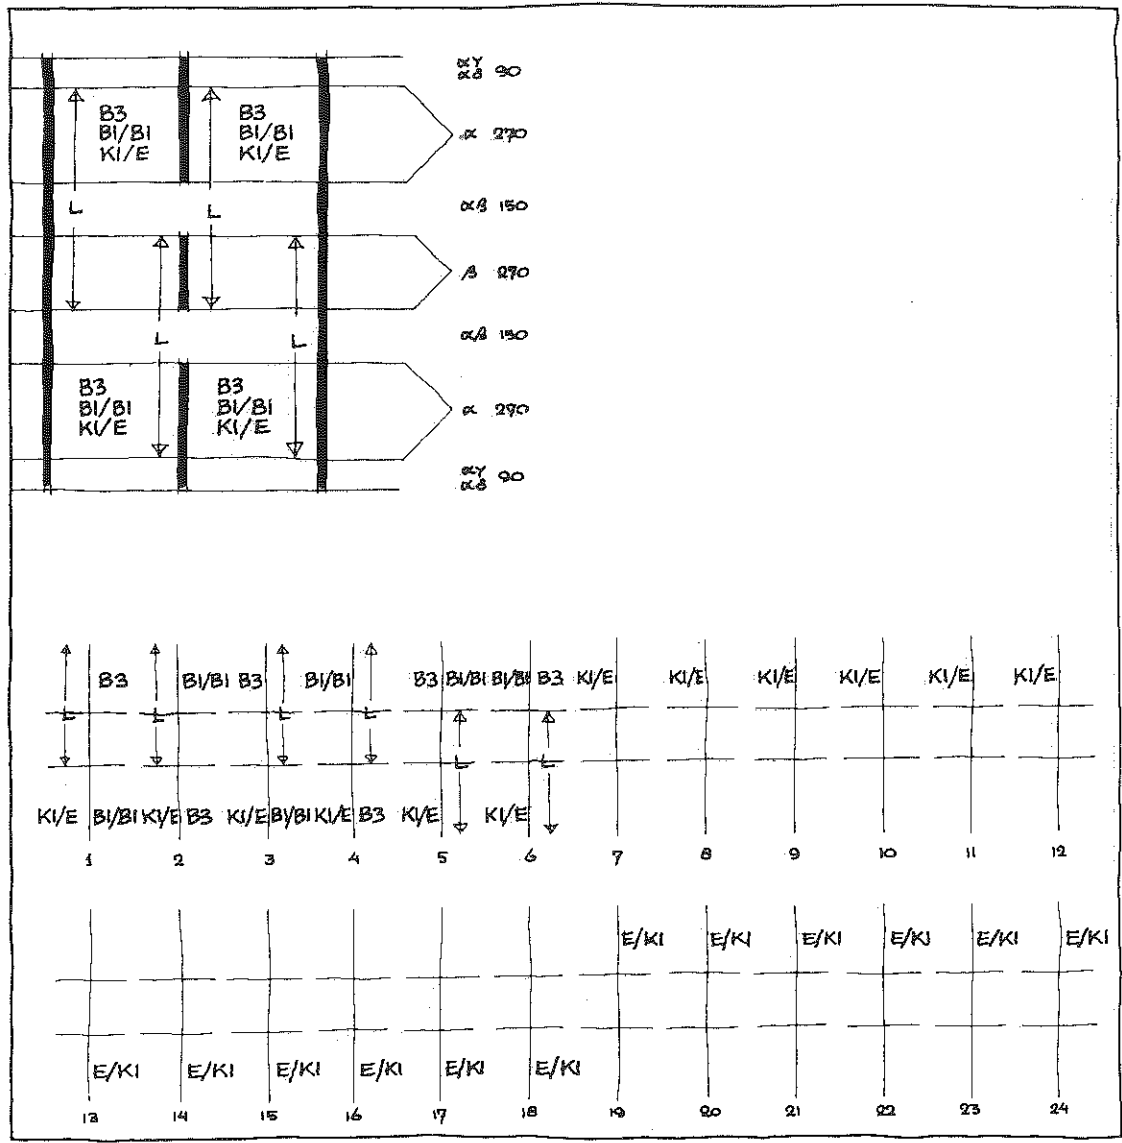 αγ
αδ 90
B3
B1/B1
K1/E
B3
B1/B1
K1/E
α 270
L
L
αβ 150
β 270
L
L
αβ 150
B3
B1/B1
K1/E
B3
B1/B1
K1/E
α 270
αγ
αδ 90
B3 B1/B1 B3 B1/B1 B3 B1/B1 B1/B1 B3 K1/E K1/E K1/E K1/E K1/E K1/E
L L L L
L L
K1/E B1/B1 K1/E B3 K1/E B1/B1 K1/E B3 K1/E K1/E
1 2 3 4 5 6 7 8 9 10 11 12
E/K1 E/K1 E/K1 E/K1 E/K1 E/K1
E/K1 E/K1 E/K1 E/K1 E/K1 E/K1
13 14 15 16 17 18 19 20 21 22 23 24